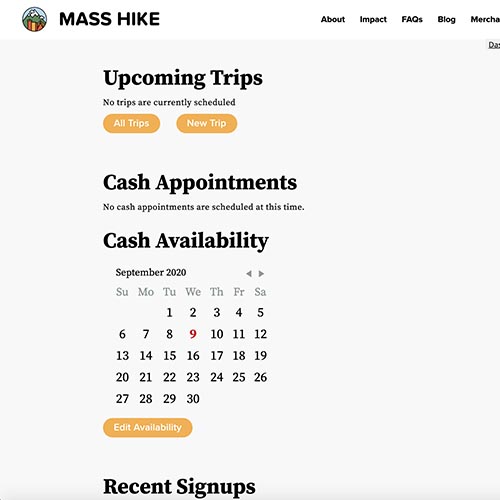 MASS HIKE
About Impact FAQs Blog Mercha
Das
Upcoming Trips
No trips are currently scheduled
All Trips New Trip
Cash Appointments
No cash appointments are scheduled at this time.
Cash Availability
September 2020
Su Mo Tu We Th Fr Sa
1 2 3 4 5
6 7 8 9 10 11 12
13 14 15 16 17 18 19
20 21 22 23 24 25 26
27 28 29 30
Edit Availability
Recent Signups